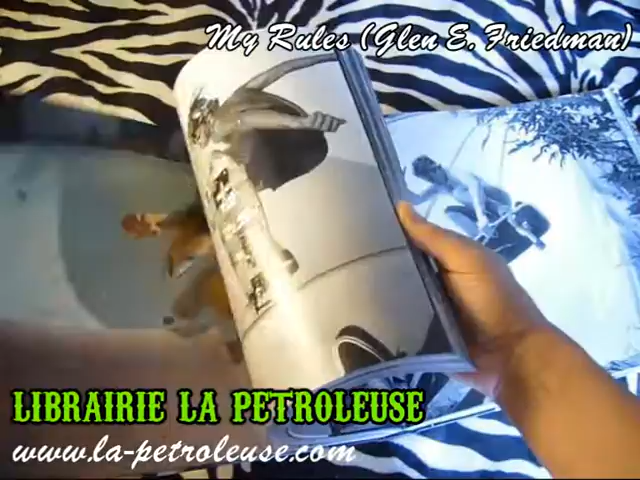 My Rules (Glen E. Friedman)
LIBRAIRIE LA PETROLEUSE
www.la-petroleuse.com